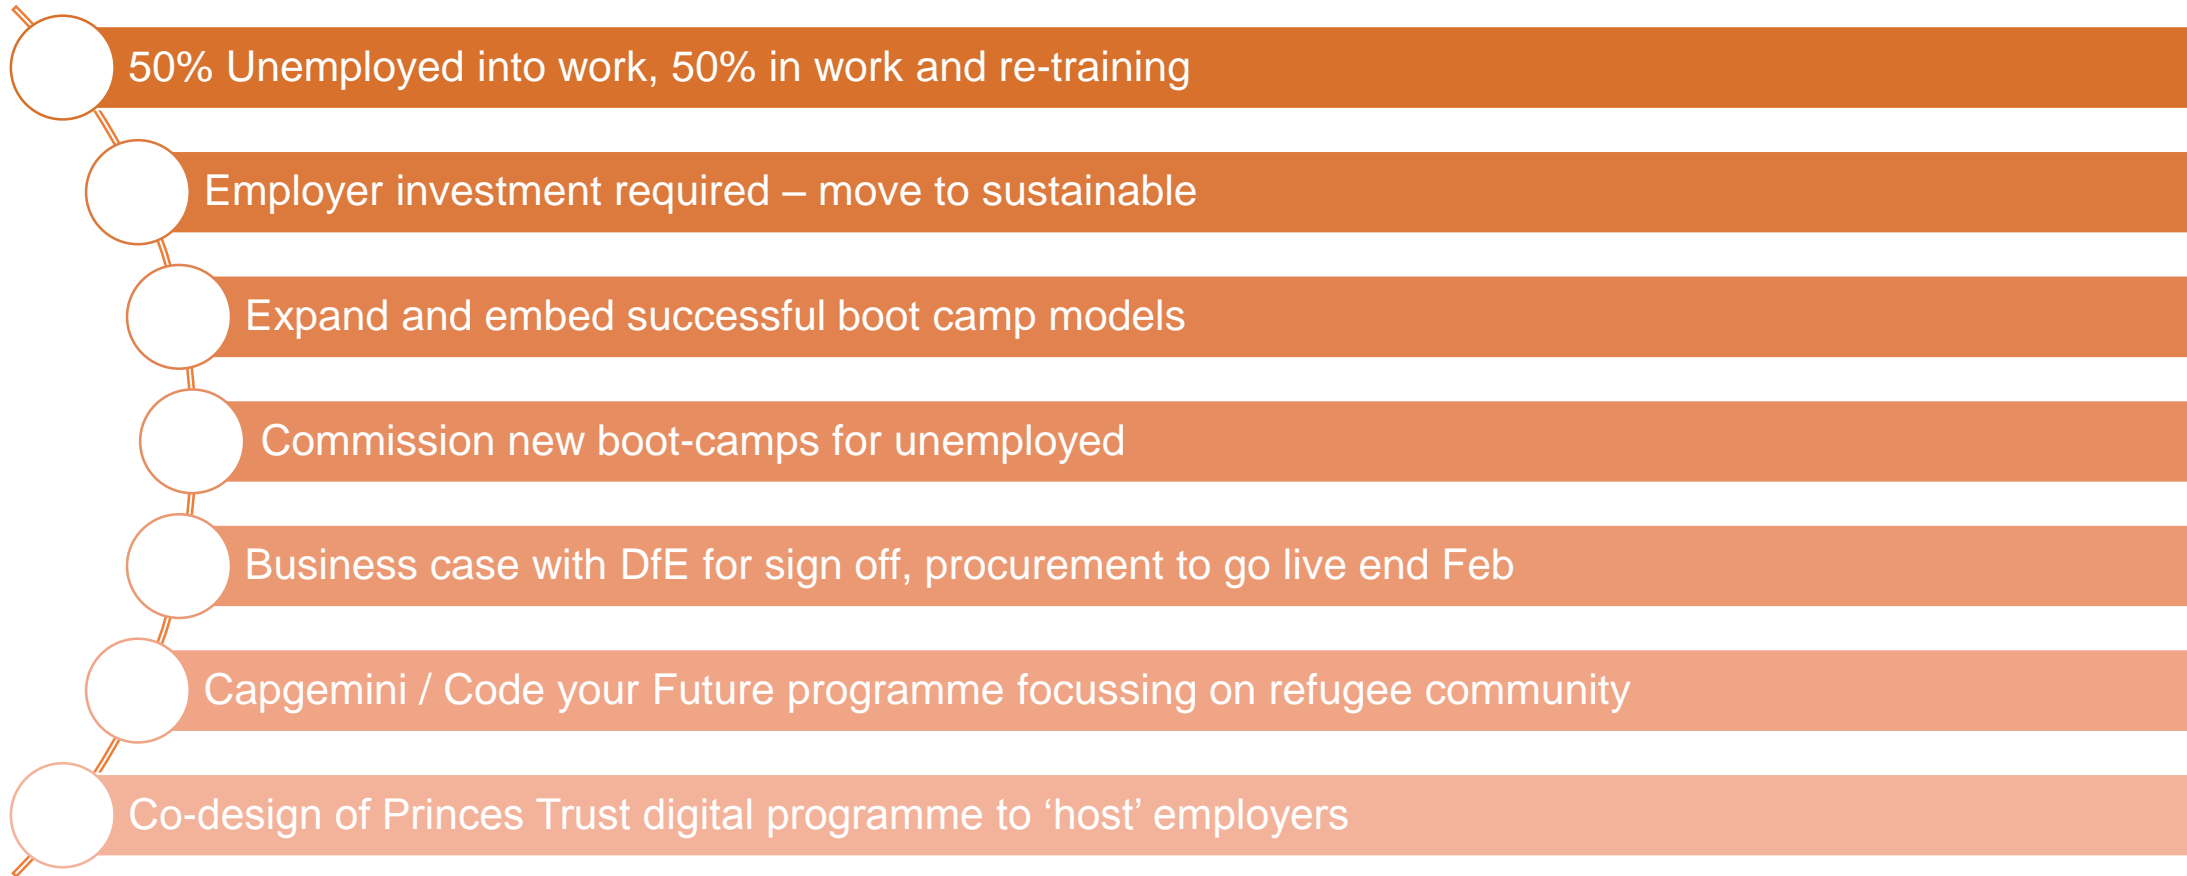 50% Unemployed into work, 50% in work and re-training
Employer investment required – move to sustainable
Expand and embed successful boot camp models
Commission new boot-camps for unemployed
Business case with DfE for sign off, procurement to go live end Feb
Capgemini / Code your Future programme focussing on refugee community
Co-design of Princes Trust digital programme to ‘host’ employers